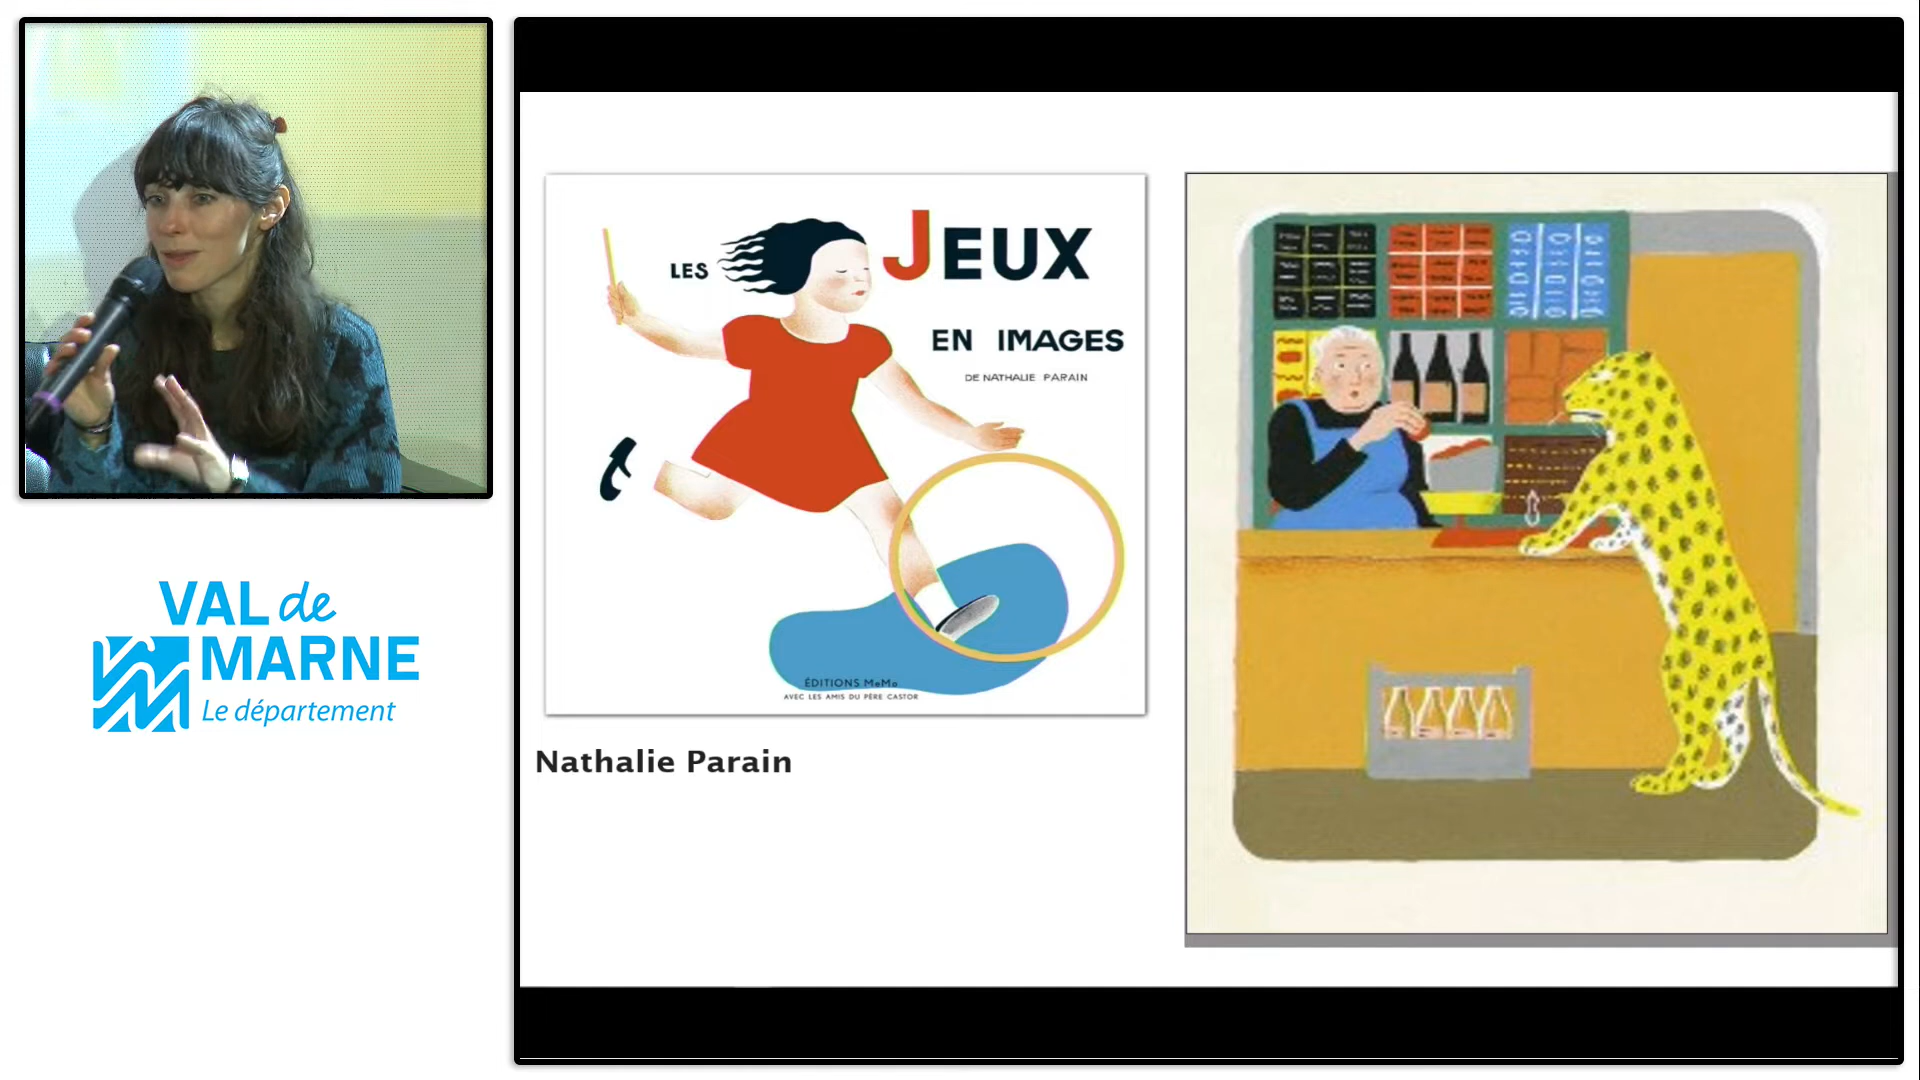 VAL de
MARNE
Le département
LES JEUX
EN IMAGES
DE NATHALIE PARAIN
ÉDITIONS MeMo
AVEC LES AMIS DU PÈRE CASTOR
Nathalie Parain